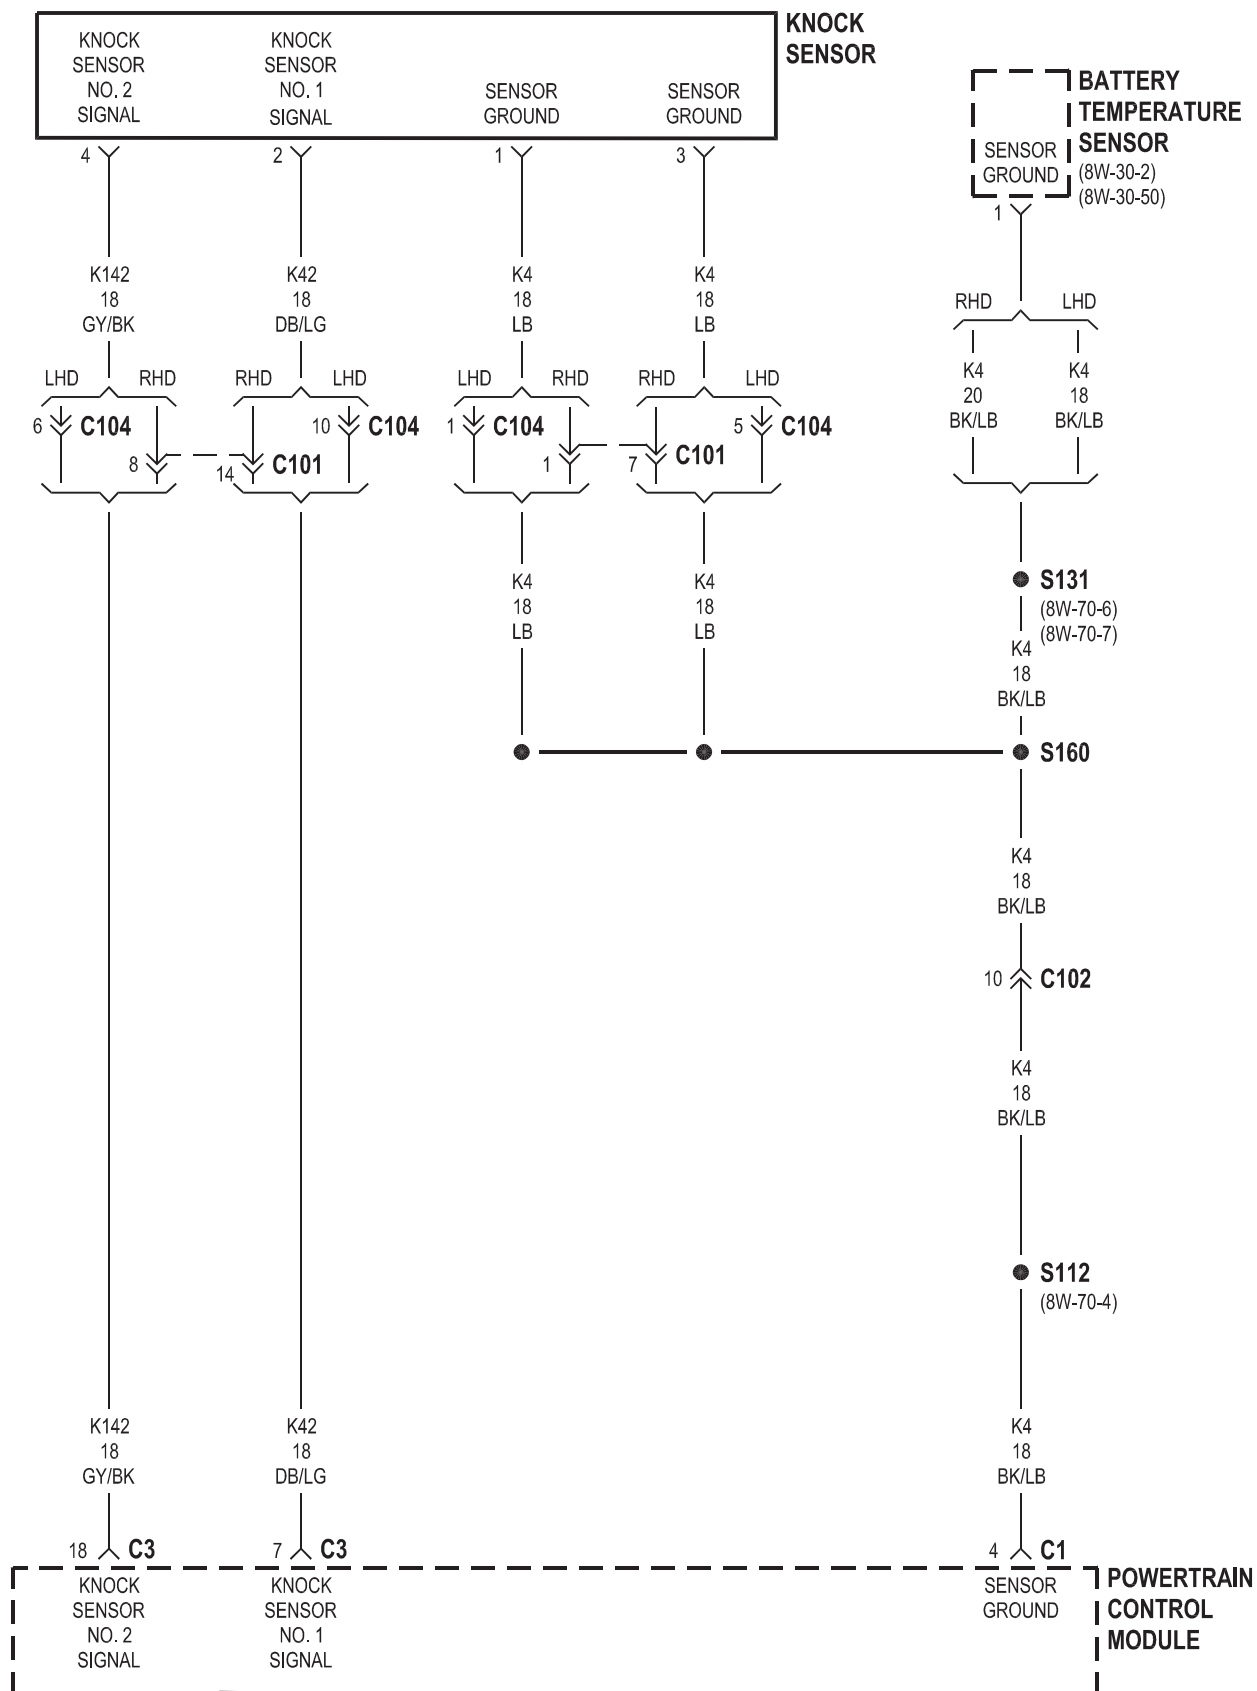 KNOCK
SENSOR
KNOCK
SENSOR
NO. 2
SIGNAL
KNOCK
SENSOR
NO. 1
SIGNAL
SENSOR
GROUND
SENSOR
GROUND
BATTERY
TEMPERATURE
SENSOR
(8W-30-2)
(8W-30-50)
SENSOR
GROUND
4
2
1
3
1
K142
18
GY/BK
K42
18
DB/LG
K4
18
LB
K4
18
LB
RHD
LHD
K4
20
BK/LB
K4
18
BK/LB
LHD
RHD
RHD
LHD
LHD
RHD
RHD
LHD
6
C104
10
C104
1
C104
5
C104
8
14
C101
1
7
C101
K4
18
LB
K4
18
LB
S131
(8W-70-6)
(8W-70-7)
K4
18
BK/LB
S160
K4
18
BK/LB
10
C102
K4
18
BK/LB
S112
(8W-70-4)
K142
18
GY/BK
K42
18
DB/LG
K4
18
BK/LB
18
C3
7
C3
4
C1
KNOCK
SENSOR
NO. 2
SIGNAL
KNOCK
SENSOR
NO. 1
SIGNAL
SENSOR
GROUND
POWERTRAIN
CONTROL
MODULE